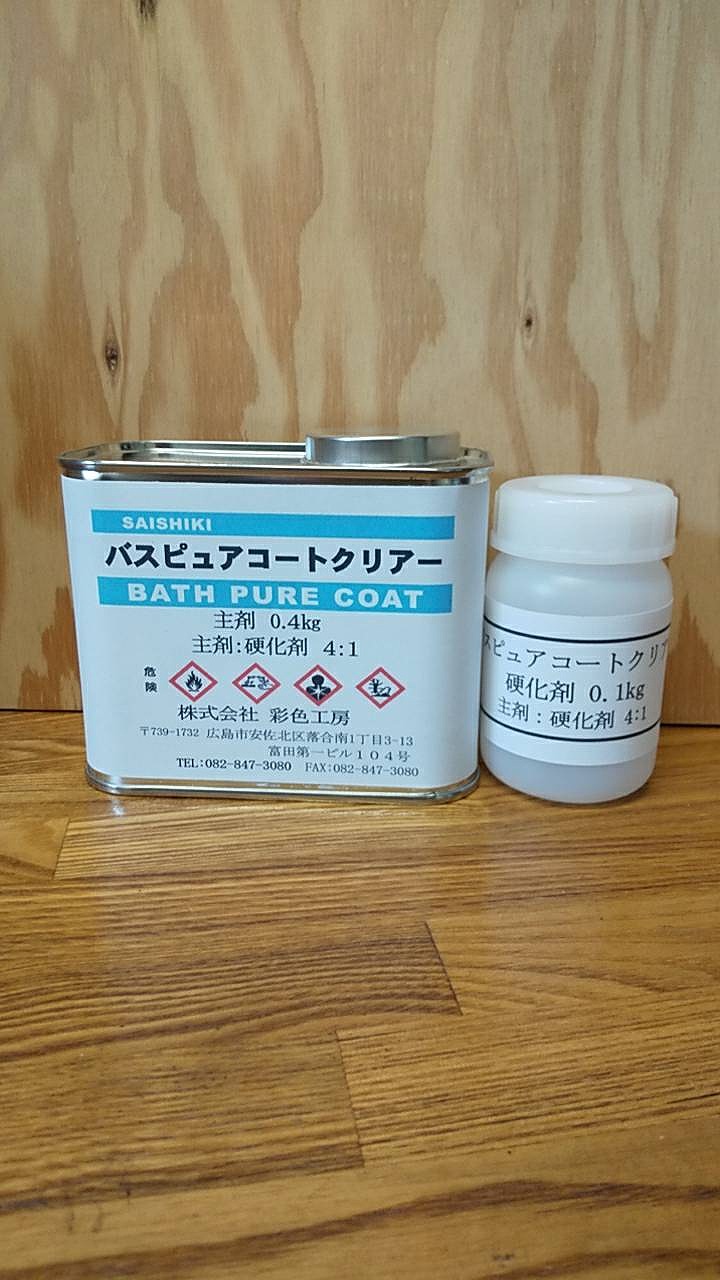 SAISHIKI
バスピュアコートクリアー
BATH PURE COAT
主剤 0.4kg
主剤:硬化剤 4:1
危険
株式会社 彩色工房
〒739-1732 広島市安佐北区落合南1丁目3-13
富田第一ビル104号
TEL:082-847-3080 FAX:082-847-3080
スピュアコートクリア
硬化剤 0.1kg
主剤:硬化剤 4:1